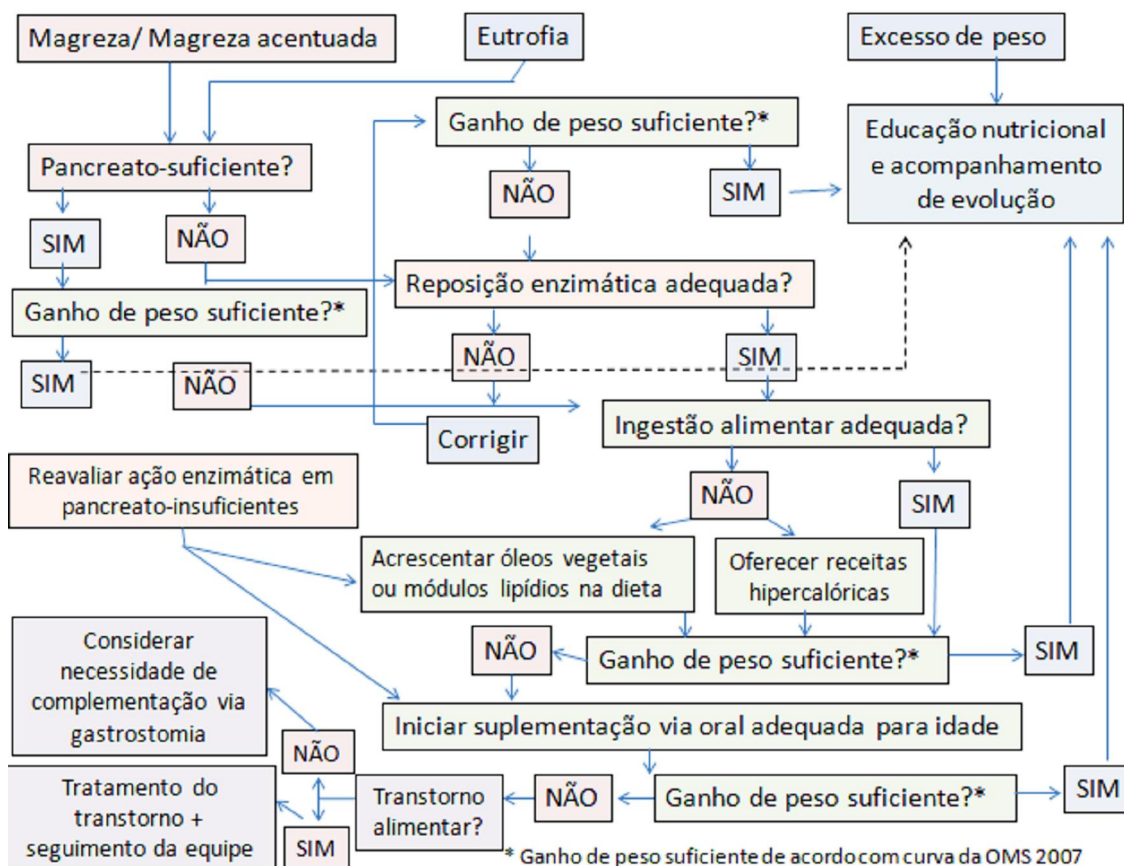 Magreza/ Magreza acentuada
Eutrofia
Excesso de peso
Ganho de peso suficiente?*
Educação nutricional
e acompanhamento
de evolução
Pancreato-suficiente?
NÃO
SIM
SIM
NÃO
Reposição enzimática adequada?
Ganho de peso suficiente?*
NÃO
SIM
SIM
NÃO
Ingestão alimentar adequada?
Corrigir
Reavaliar ação enzimática em
pancreato-insuficientes
NÃO
SIM
Acrescentar óleos vegetais
ou módulos lipídios na dieta
Oferecer receitas
hipercalóricas
Considerar
necessidade de
complementação via
gastrostomia
NÃO
Ganho de peso suficiente?*
SIM
Iniciar suplementação via oral adequada para idade
NÃO
Tratamento do
transtorno +
seguimento da equipe
SIM
Transtorno
alimentar?
NÃO
Ganho de peso suficiente?*
SIM
* Ganho de peso suficiente de acordo com curva da OMS 2007